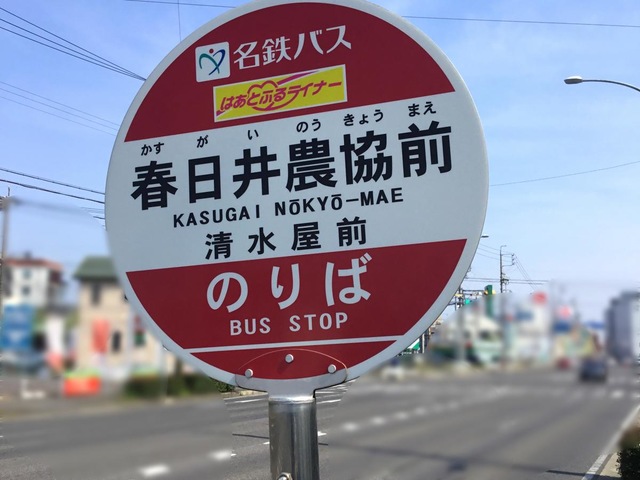 名鉄バス
はあとふるライナー
かすがいのうきょうまえ
春日井農協前
KASUGAI NŌKYŌ-MAE
清水屋前
のりば
BUS STOP